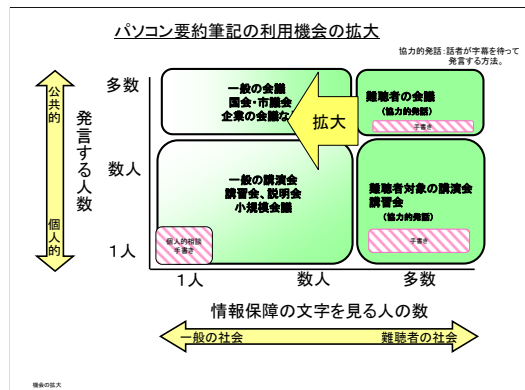 パソコン要約筆記の利用機会の拡大
協力的発話:話者が字幕を待って
発言する方法。
公共的
個人的
発言する人数
多数
数人
1人
一般の会議
国会・市議会
企業の会議など
拡大
難聴者の会議
(協力的発話)
手書き
一般の講演会
講習会、説明会
小規模会議
個人的相談
手書き
難聴者対象の講演会
講習会
(協力的発話)
手書き
1人
数人
多数
情報保障の文字を見る人の数
一般の社会
難聴者の社会
機会の拡大